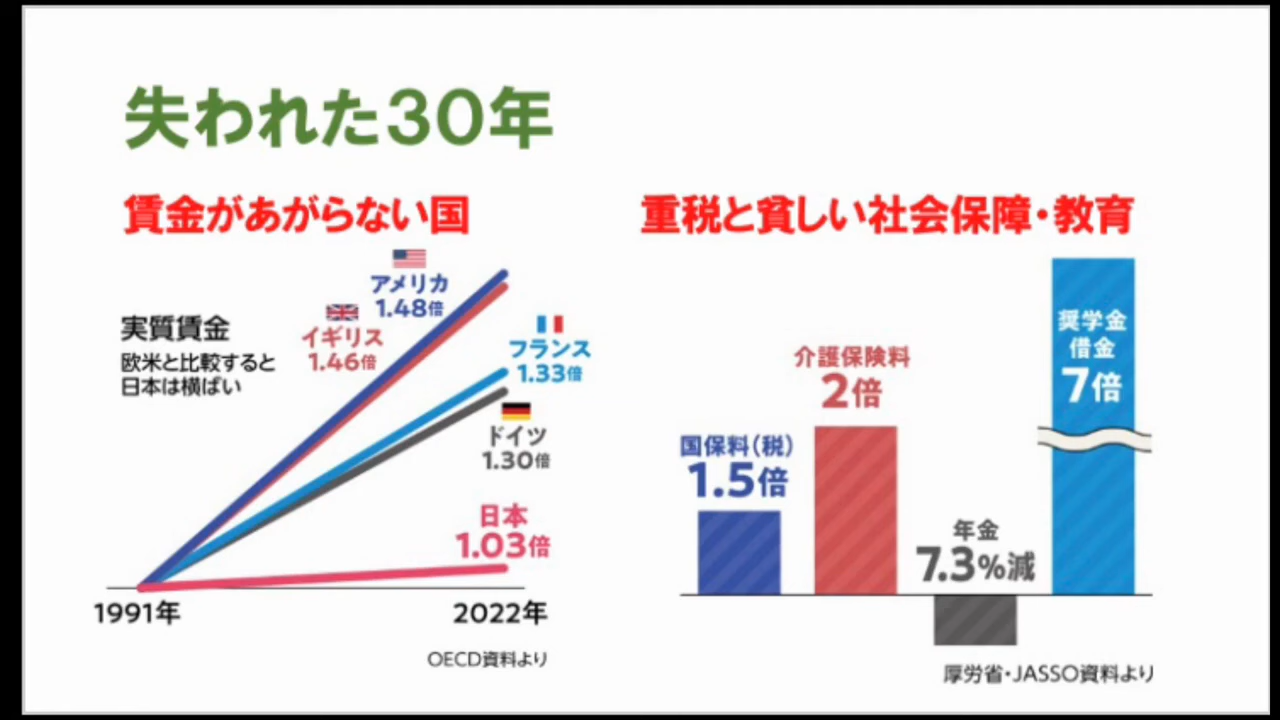 失われた30年
賃金があがらない国
実質賃金
欧米と比較すると
日本は横ばい
アメリカ
1.48倍
イギリス
1.46倍
フランス
1.33倍
ドイツ
1.30倍
日本
1.03倍
1991年
2022年
OECD資料より
重税と貧しい社会保障・教育
国保料(税)
1.5倍
介護保険料
2倍
年金
7.3%減
奨学金
借金
7倍
厚労省・JASSO資料より